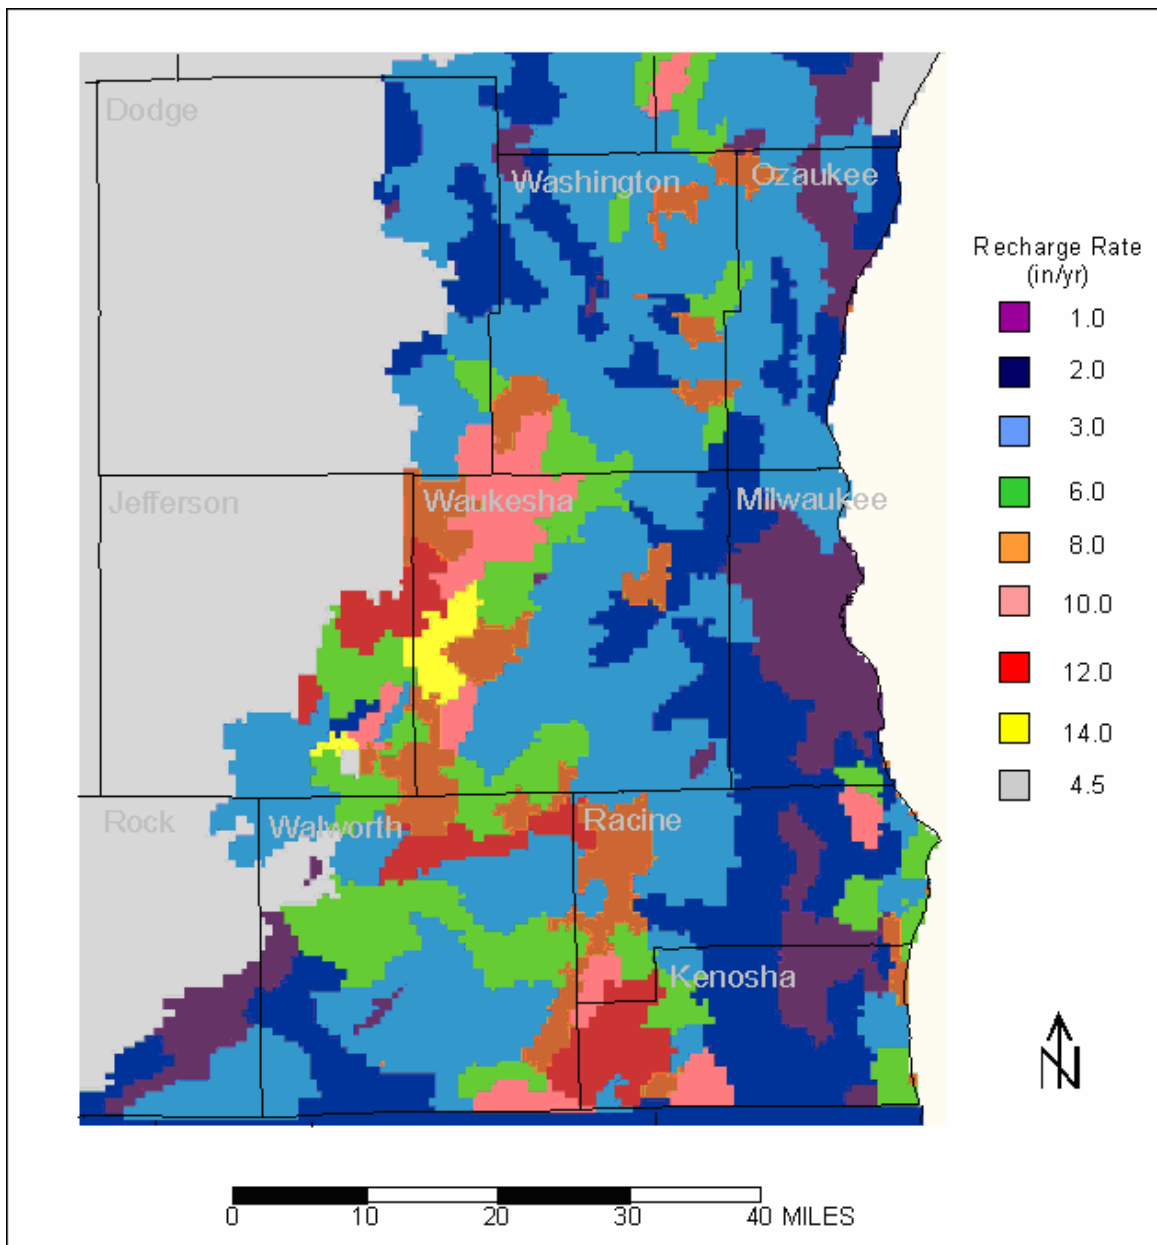 Dodge
Washington
Ozaukee
Recharge Rate
(in/yr)
1.0
2.0
3.0
6.0
8.0
10.0
12.0
14.0
4.5
Jefferson
Waukesha
Milwaukee
Rock
Walworth
Racine
Kenosha
N
0 10 20 30 40 MILES